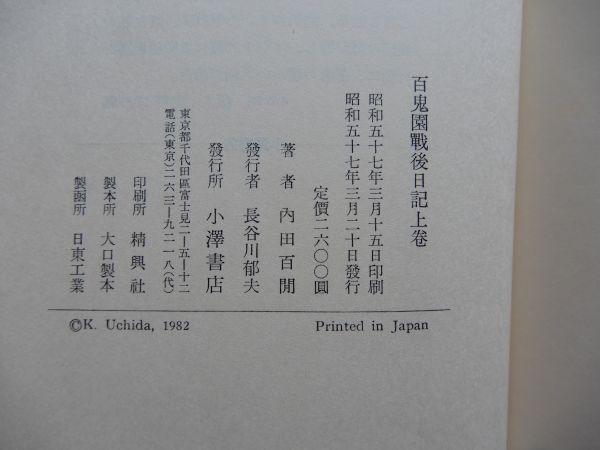 百鬼園戰後日記上卷
昭和五十七年三月十五日印刷
昭和五十七年三月二十日發行
定價二六〇〇圓
著者 內田百閒
發行者 長谷川郁夫
發行所 小澤書店
東京都千代田區富士見二ー五ー十二
電話(東京)二六三ー九二一八(代)
印刷所 精興社
製本所 大口製本
製函所 日東工業
©K. Uchida, 1982 Printed in Japan